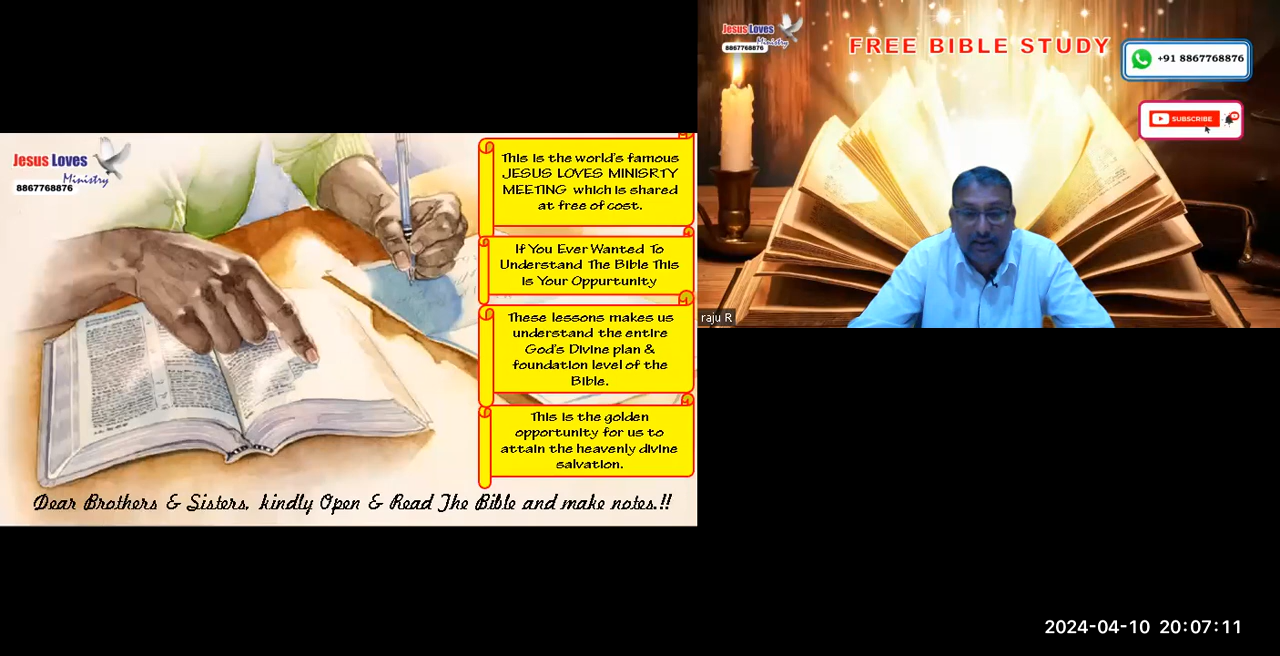 Jesus Loves
Ministry
8867768876
This is the world's famous
JESUS LOVES MINISRTY
MEETING which is shared
at free of cost.
If You Ever Wanted To
Understand The Bible This
is Your Oppurtunity
These lessons makes us
understand the entire
God's Divine plan &
foundation level of the
Bible.
This is the golden
opportunity for us to
attain the heavenly divine
salvation.
Dear Brothers & Sisters, kindly Open & Read The Bible and make notes.!!
Jesus Loves
Ministry
8867768876
FREE BIBLE STUDY
+91 8867768876
SUBSCRIBE
raju R
2024-04-10 20:07:11